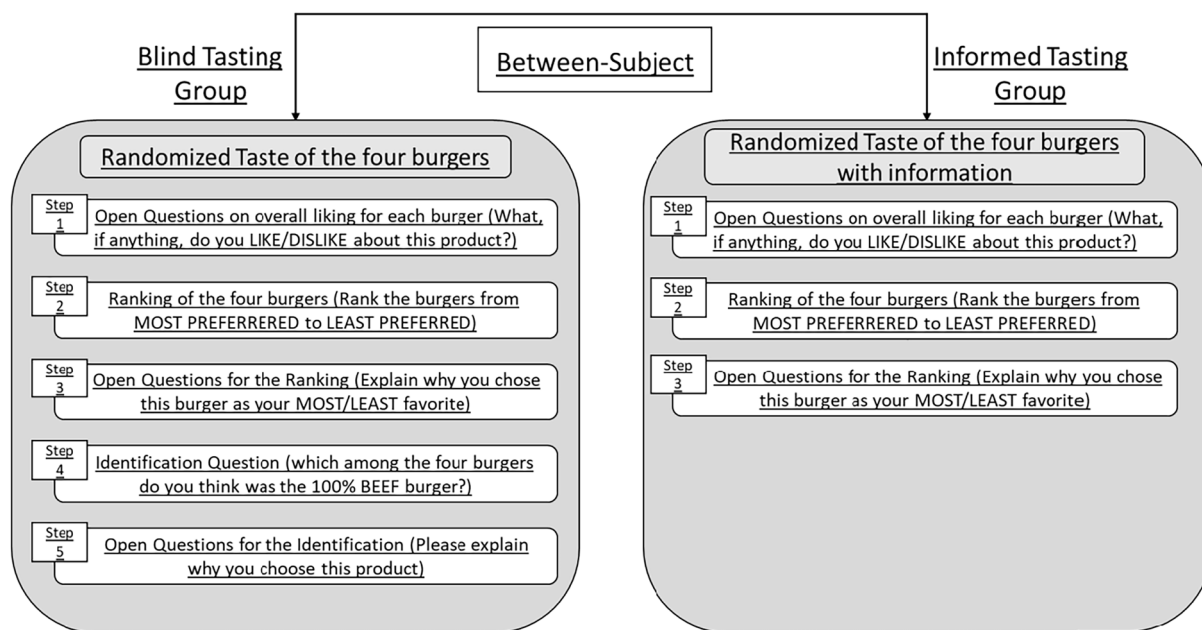 Blind Tasting
Group
Between-Subject
Informed Tasting
Group
Randomized Taste of the four burgers
Step
1
Open Questions on overall liking for each burger (What,
if anything, do you LIKE/DISLIKE about this product?)
Step
2
Ranking of the four burgers (Rank the burgers from
MOST PREFERRERED to LEAST PREFERRED)
Step
3
Open Questions for the Ranking (Explain why you chose
this burger as your MOST/LEAST favorite)
Step
4
Identification Question (which among the four burgers
do you think was the 100% BEEF burger?)
Step
5
Open Questions for the Identification (Please explain
why you choose this product)
Randomized Taste of the four burgers
with information
Step
1
Open Questions on overall liking for each burger (What,
if anything, do you LIKE/DISLIKE about this product?)
Step
2
Ranking of the four burgers (Rank the burgers from
MOST PREFERRERED to LEAST PREFERRED)
Step
3
Open Questions for the Ranking (Explain why you chose
this burger as your MOST/LEAST favorite)